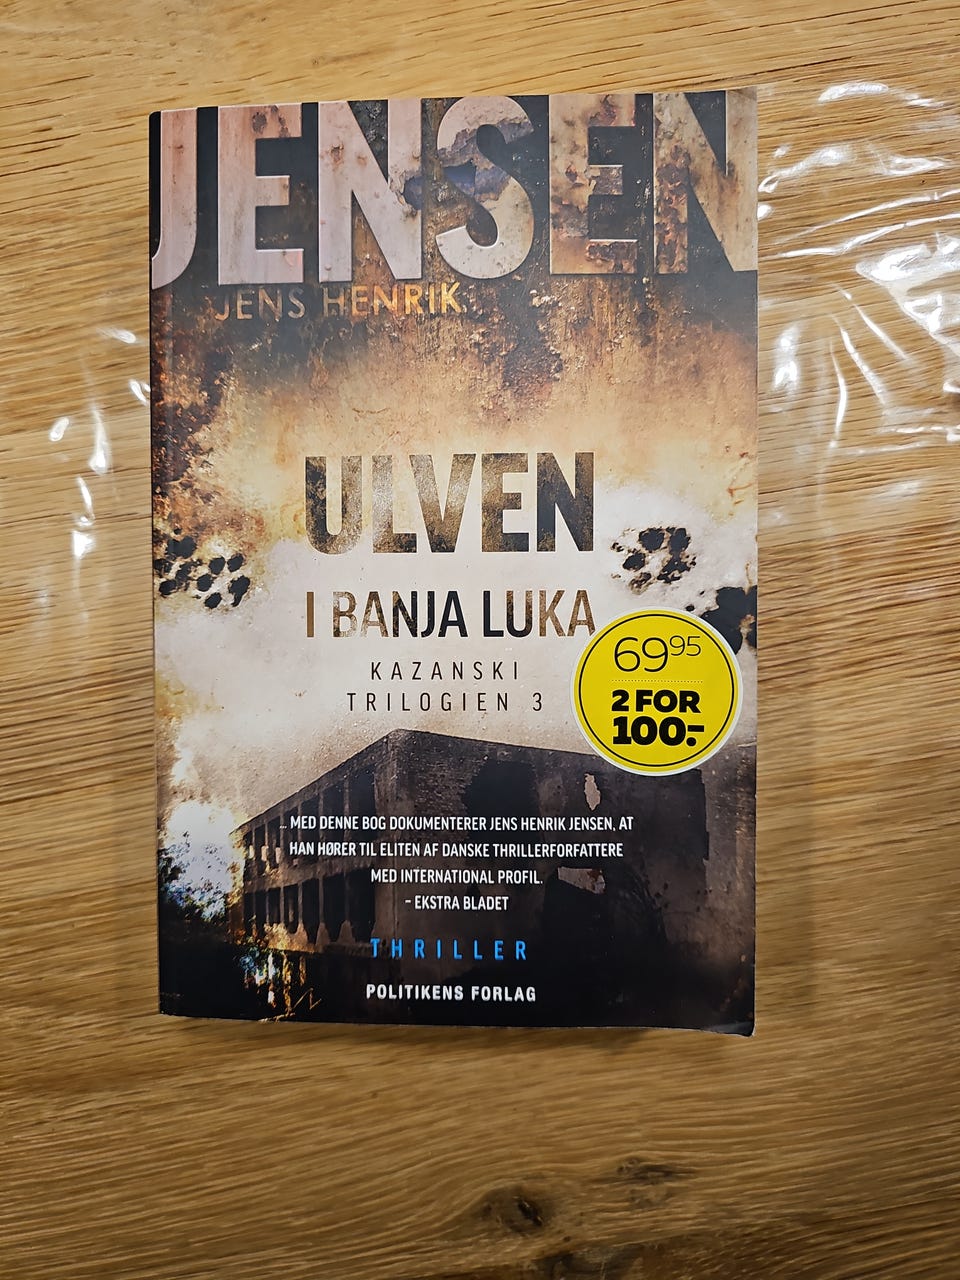 JENSEN
JENS HENRIK
ULVEN
I BANJA LUKA
KAZANSKI
TRILOGIEN 3
6995
2 FOR
100.-
... MED DENNE BOG DOKUMENTERER JENS HENRIK JENSEN, AT
HAN HØRER TIL ELITEN AF DANSKE THRILLERFORFATTERE
MED INTERNATIONAL PROFIL.
- EKSTRA BLADET
THRILLER
POLITIKENS FORLAG